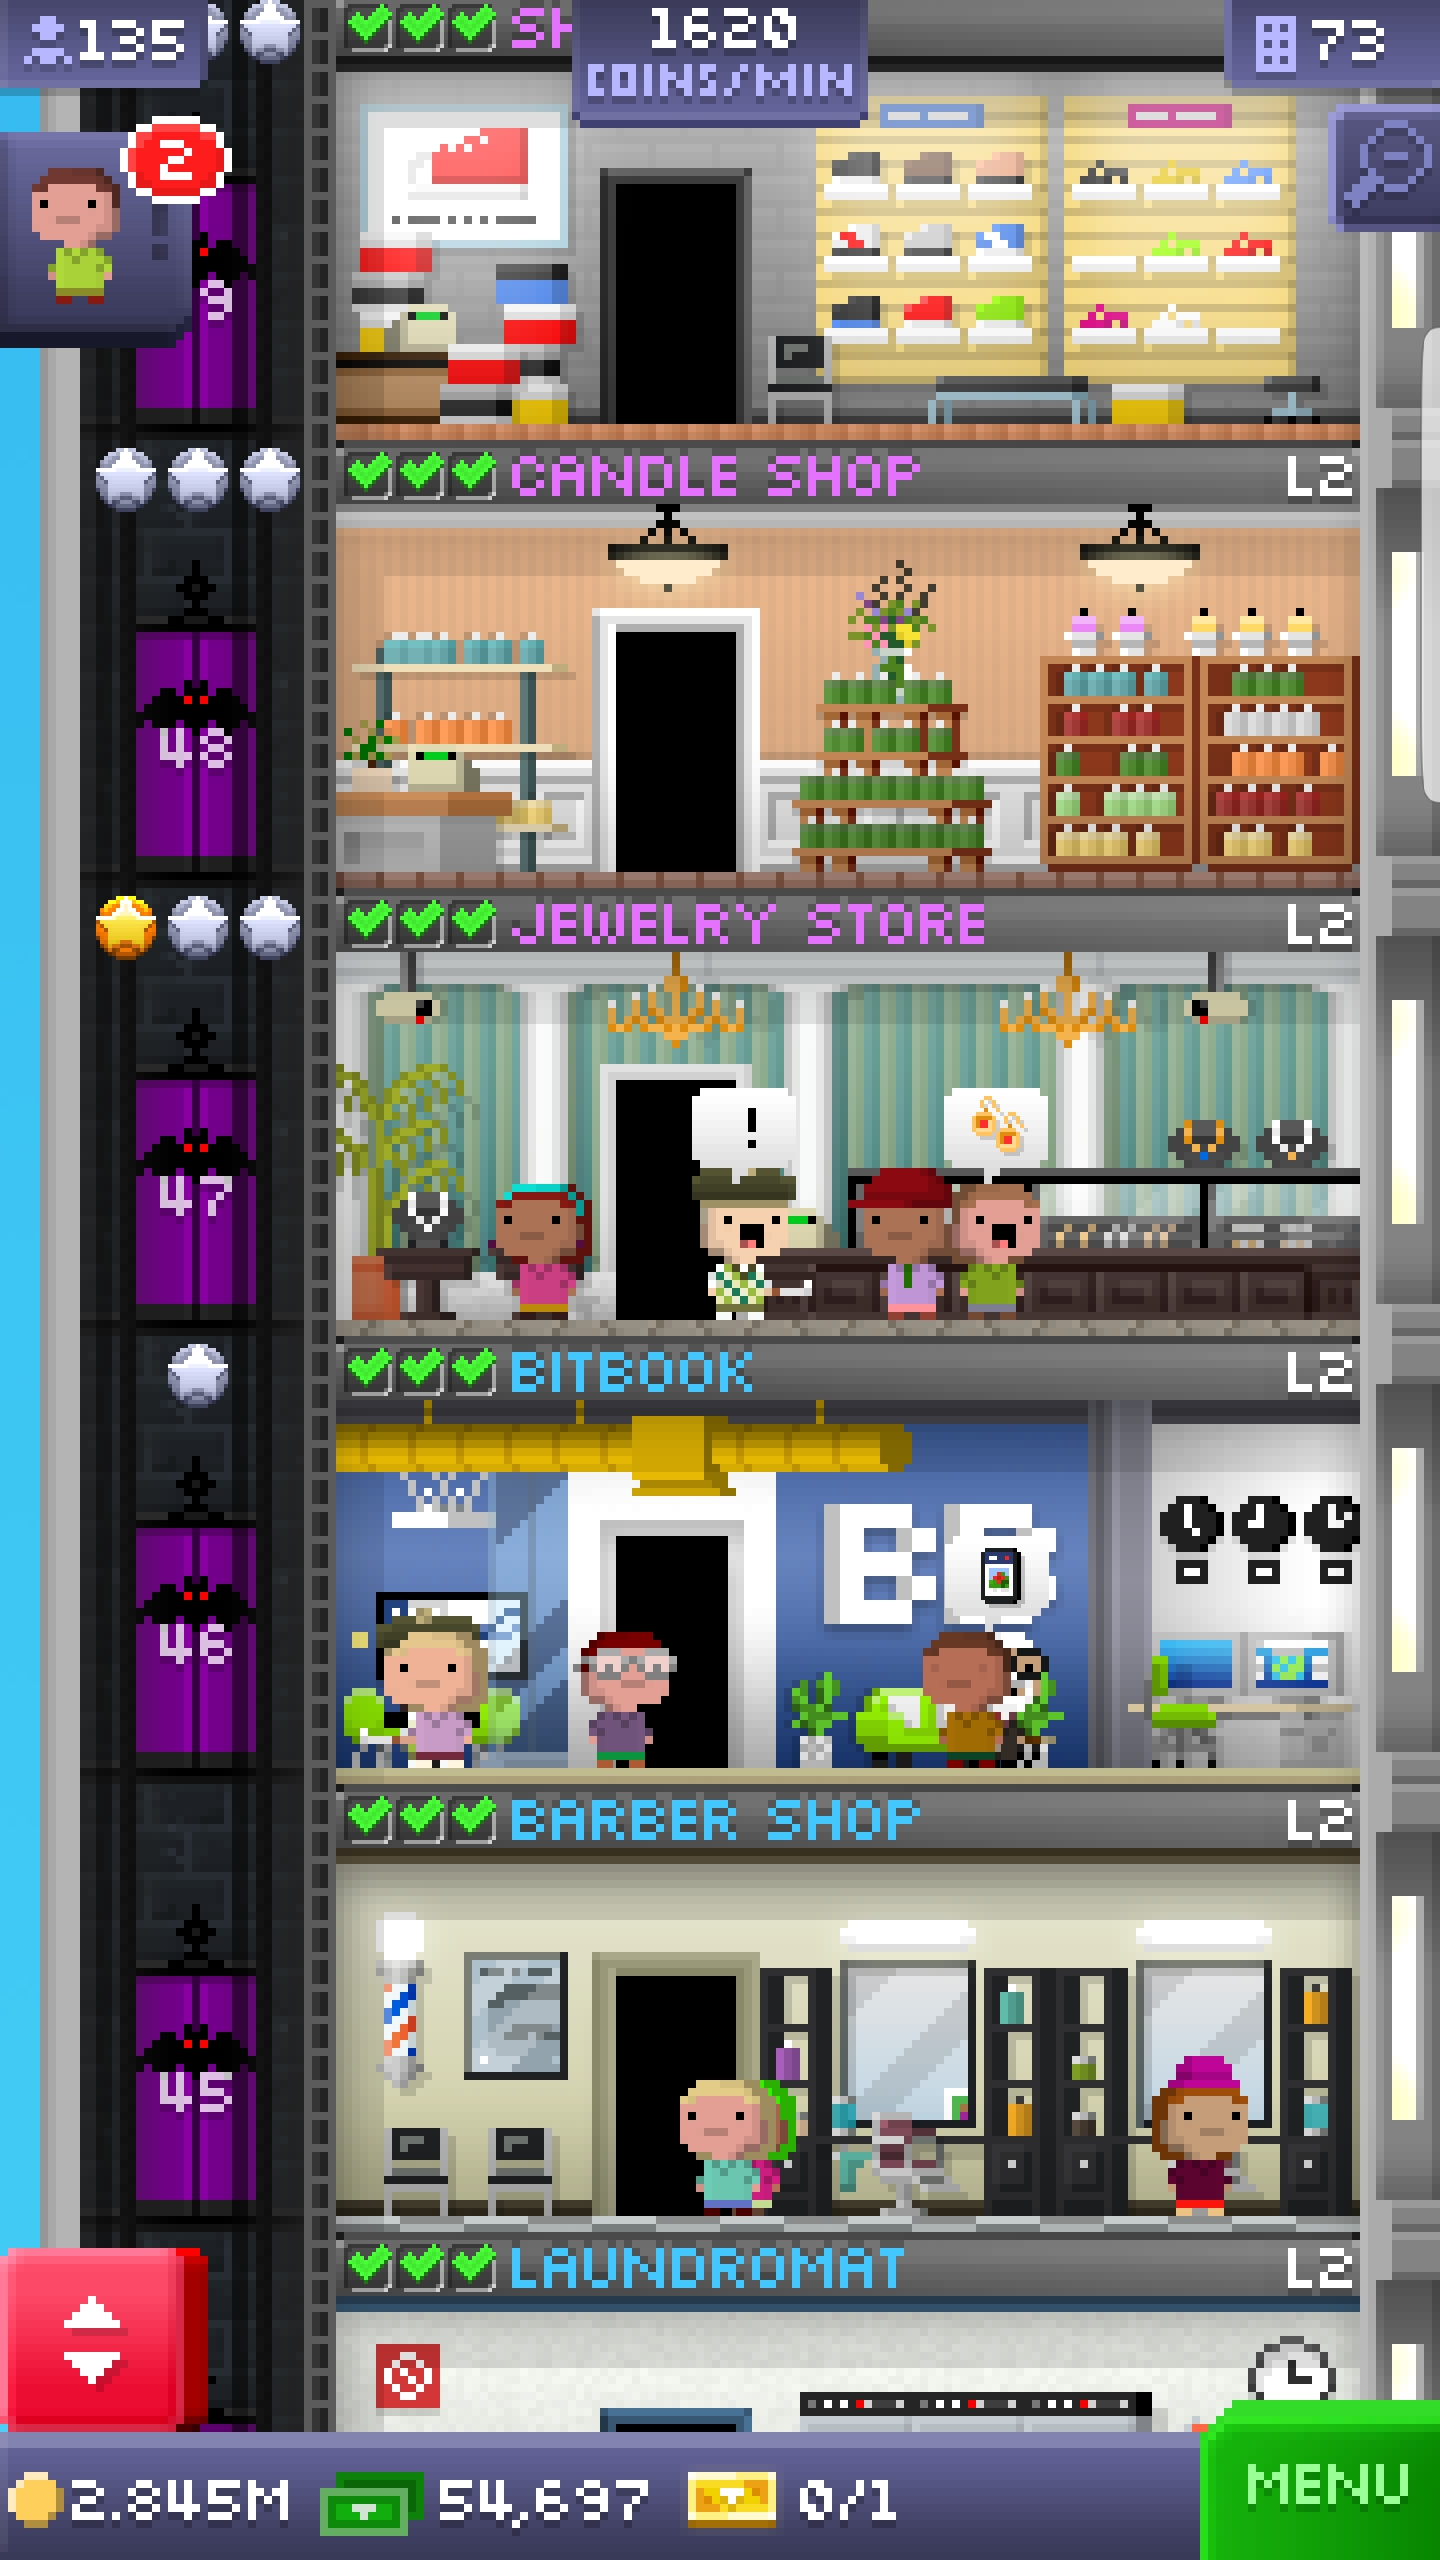 135
1620
COINS/MIN
73
2
SH
9
CANDLE SHOP
L2
48
JEWELRY STORE
L2
!
47
BITBOOK
L2
B
46
BARBER SHOP
L2
45
LAUNDROMAT
L2
2.845M
54,697
0/1
MENU